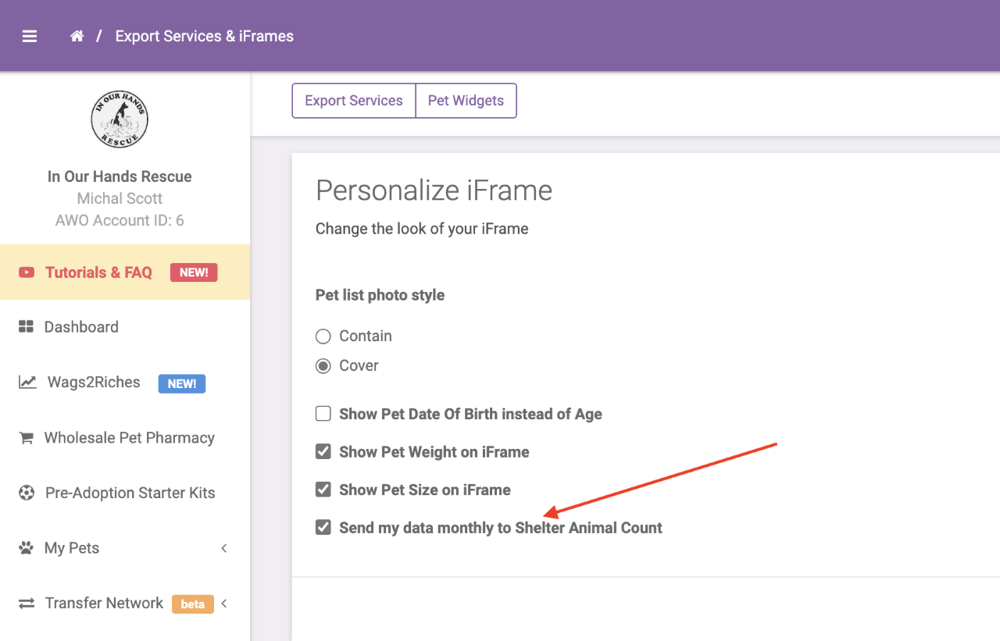 / Export Services & iFrames
Export Services Pet Widgets
IN OUR HANDS
RESCUE
In Our Hands Rescue
Michal Scott
AWO Account ID: 6
Tutorials & FAQ NEW!
Dashboard
Wags2Riches NEW!
Wholesale Pet Pharmacy
Pre-Adoption Starter Kits
My Pets
Transfer Network beta
Personalize iFrame
Change the look of your iFrame
Pet list photo style
Contain
Cover
Show Pet Date Of Birth instead of Age
Show Pet Weight on iFrame
Show Pet Size on iFrame
Send my data monthly to Shelter Animal Count